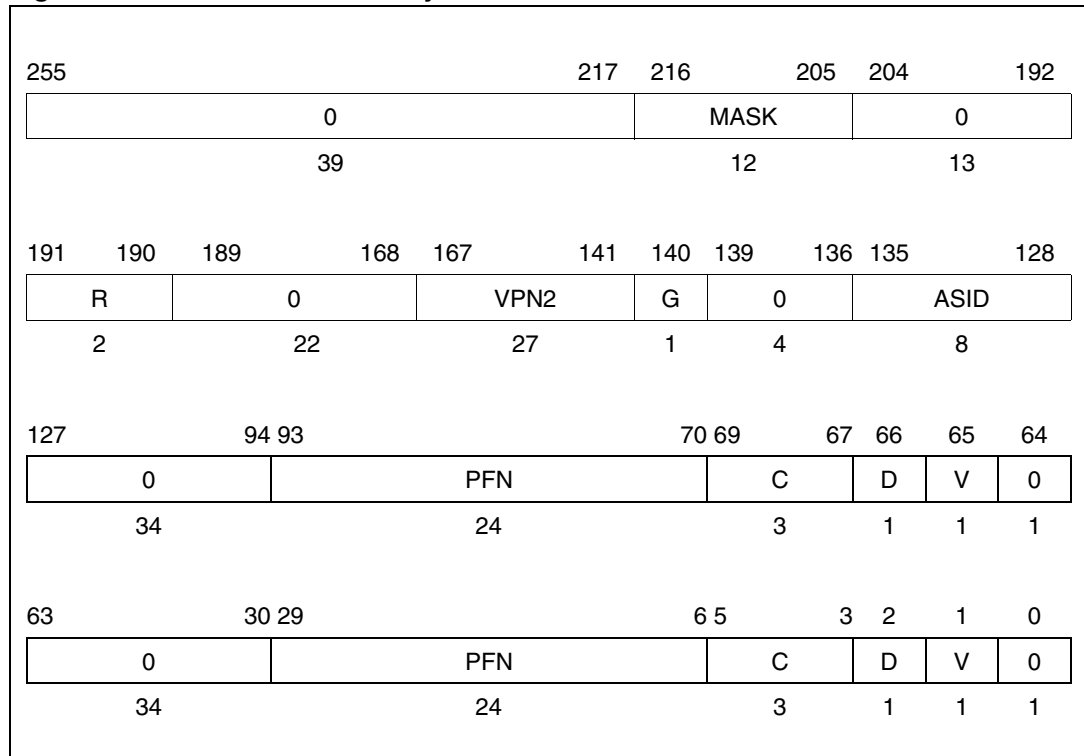 255 217 216 205 204 192
0 MASK 0
39 12 13
191 190 189 168 167 141 140 139 136 135 128
R 0 VPN2 G 0 ASID
2 22 27 1 4 8
127 94 93 70 69 67 66 65 64
0 PFN C D V 0
34 24 3 1 1 1
63 30 29 6 5 3 2 1 0
0 PFN C D V 0
34 24 3 1 1 1